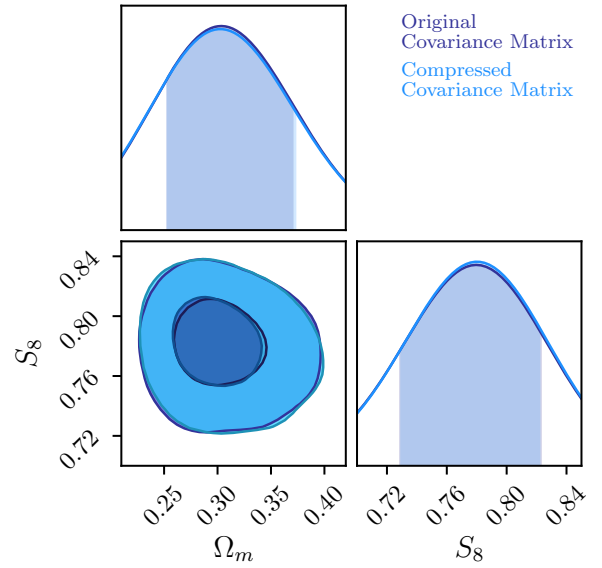 Original
Covariance Matrix
Compressed
Covariance Matrix
0.84
0.80
0.76
0.72
S₈
0.25
0.30
0.35
0.40
Ωₘ
0.72
0.76
0.80
0.84
S₈